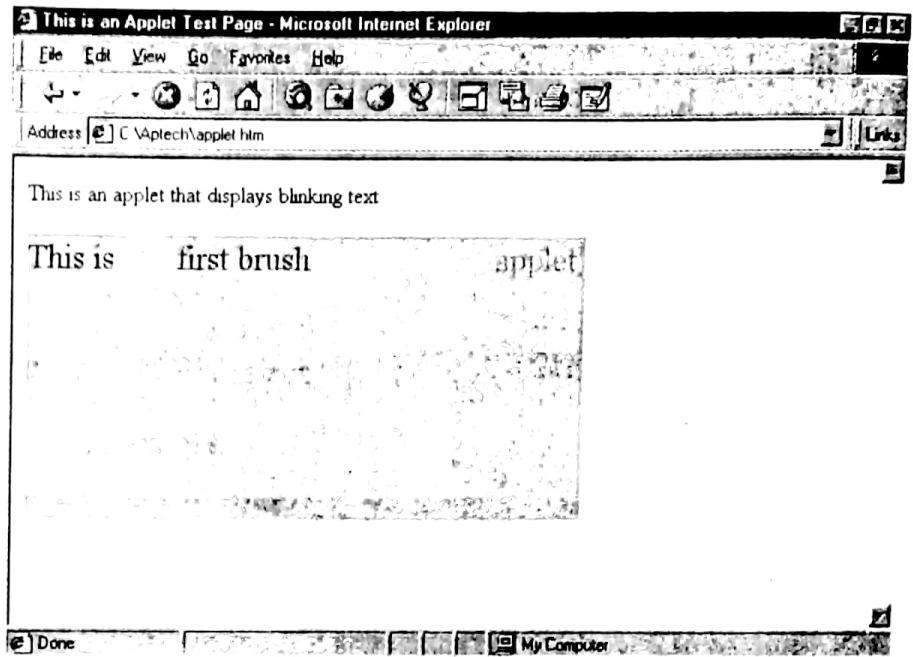 This is an Applet Test Page - Microsoft Internet Explorer
File Edit View Go Favorites Help
Address C:\Aptech\applet.htm Links
This is an applet that displays blinking text
This is first brush applet
Done My Computer